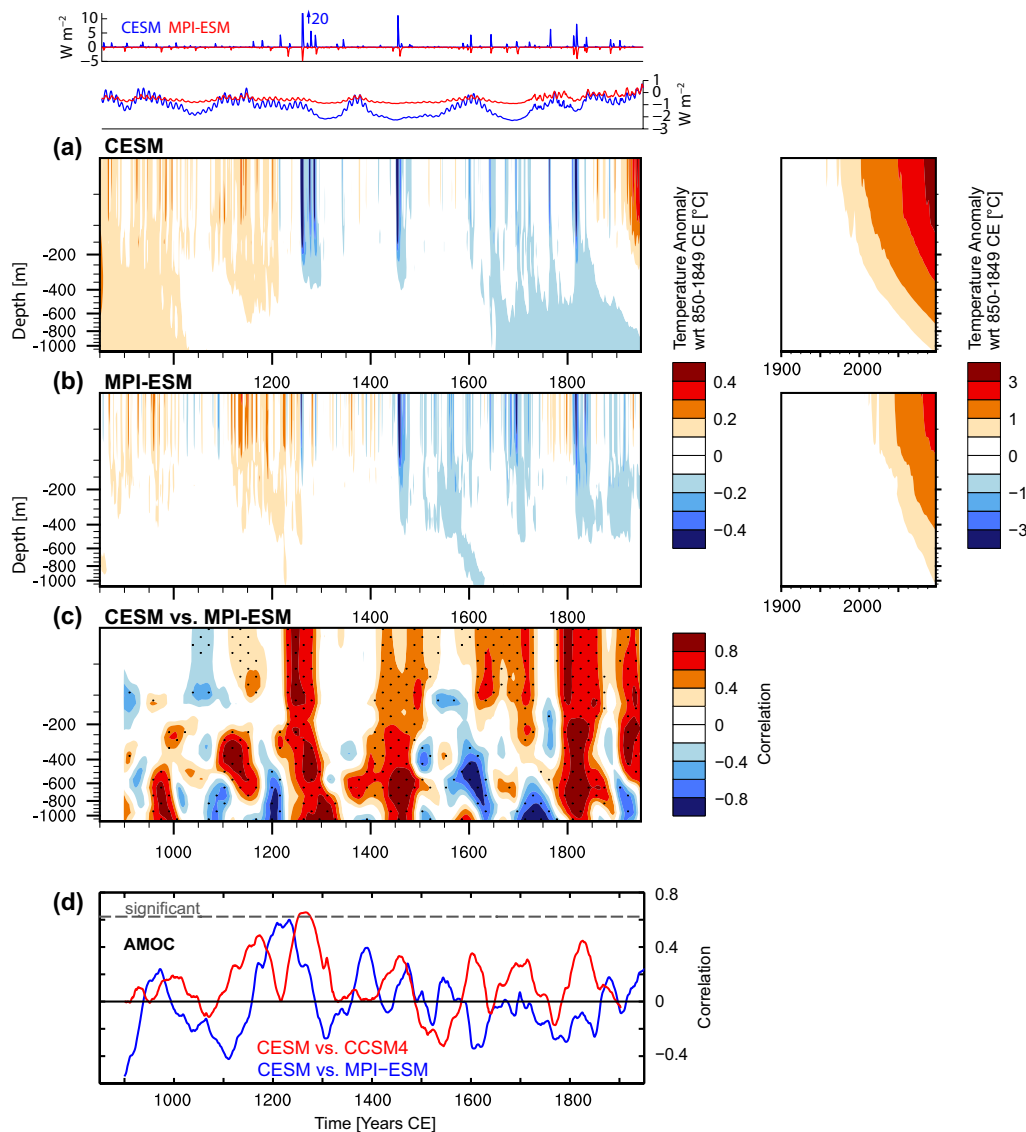 10
5
0
−5
W m⁻²
CESM MPI-ESM
20
1
0
−1
−2
−3
W m⁻²
(a) CESM
Depth [m]
-200
-400
-600
-800
-1000
1200 1400 1600 1800
1900 2000
Temperature Anomaly
wrt 850-1849 CE [°C]
0.4
0.2
0
-0.2
-0.4
Temperature Anomaly
wrt 850-1849 CE [°C]
3
1
0
-1
-3
(b) MPI-ESM
Depth [m]
-200
-400
-600
-800
-1000
1400 1600 1800
1900 2000
(c) CESM vs. MPI-ESM
-200
-400
-600
-800
-1000
1000 1200 1400 1600 1800
0.8
0.4
0
-0.4
-0.8
Correlation
(d)
significant
AMOC
0.8
0.4
0
−0.4
Correlation
CESM vs. CCSM4
CESM vs. MPI−ESM
1000 1200 1400 1600 1800
Time [Years CE]